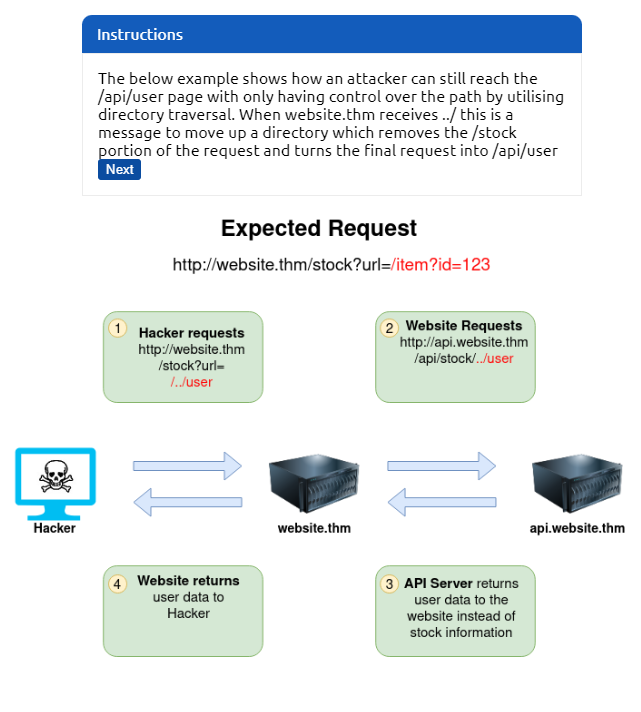 Instructions
The below example shows how an attacker can still reach the
/api/user page with only having control over the path by utilising
directory traversal. When website.thm receives ../ this is a
message to move up a directory which removes the /stock
portion of the request and turns the final request into /api/user
Next
Expected Request
http://website.thm/stock?url=/item?id=123
1
Hacker requests
http://website.thm
/stock?url=
/../user
2
Website Requests
http://api.website.thm
/api/stock/../user
Hacker
website.thm
api.website.thm
4
Website returns
user data to
Hacker
3
API Server returns
user data to the
website instead of
stock information